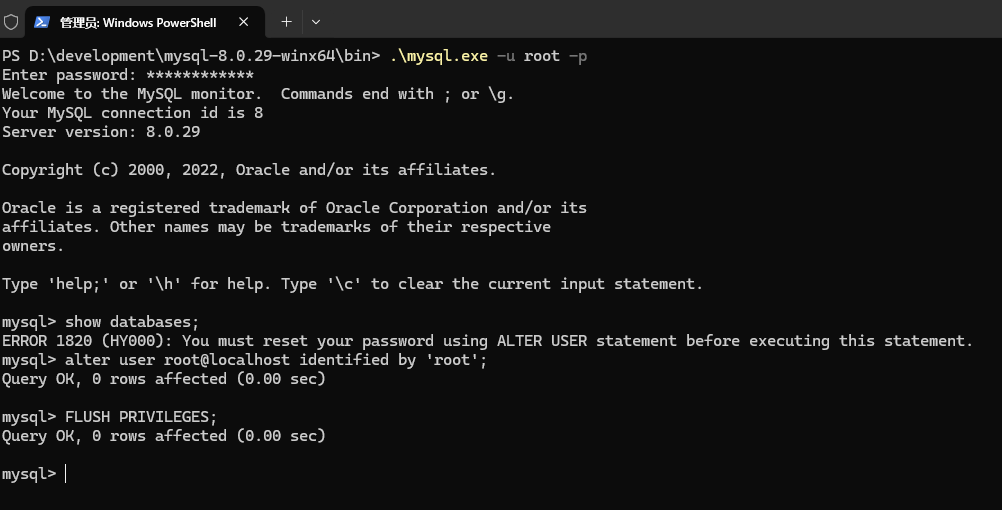 管理员: Windows PowerShell
PS D:\development\mysql-8.0.29-winx64\bin> .\mysql.exe -u root -p
Enter password: ************
Welcome to the MySQL monitor.  Commands end with ; or \g.
Your MySQL connection id is 8
Server version: 8.0.29
Copyright (c) 2000, 2022, Oracle and/or its affiliates.
Oracle is a registered trademark of Oracle Corporation and/or its
affiliates. Other names may be trademarks of their respective
owners.
Type 'help;' or '\h' for help. Type '\c' to clear the current input statement.
mysql> show databases;
ERROR 1820 (HY000): You must reset your password using ALTER USER statement before executing this statement.
mysql> alter user root@localhost identified by 'root';
Query OK, 0 rows affected (0.00 sec)
mysql> FLUSH PRIVILEGES;
Query OK, 0 rows affected (0.00 sec)
mysql>